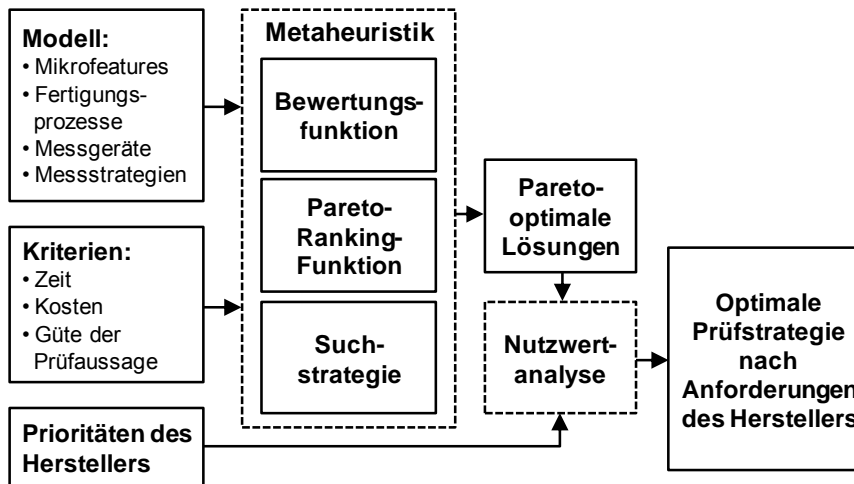 Modell:
• Mikrofeatures
• Fertigungs-
prozesse
• Messgeräte
• Messstrategien
Kriterien:
• Zeit
• Kosten
• Güte der
Prüfaussage
Prioritäten des
Herstellers
Metaheuristik
Bewertungs-
funktion
Pareto-
Ranking-
Funktion
Such-
strategie
Pareto-
optimale
Lösungen
Nutzwert-
analyse
Optimale
Prüfstrategie
nach
Anforderungen
des Herstellers